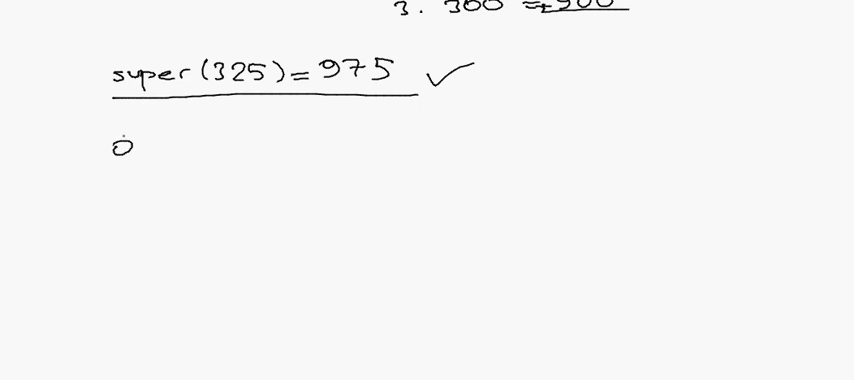 3. 300 = +900
super(325) = 975 ✓
o